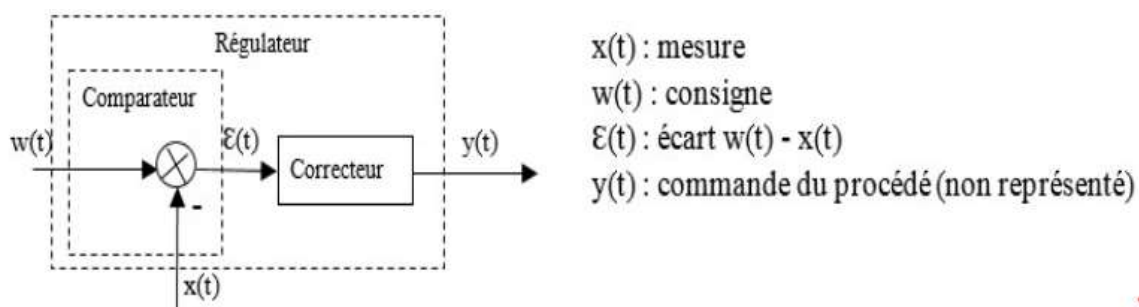 Régulateur
Comparateur
w(t)
Ɛ(t)
Correcteur
y(t)
-
x(t)
x(t) : mesure
w(t) : consigne
Ɛ(t) : écart w(t) - x(t)
y(t) : commande du procédé (non représenté)